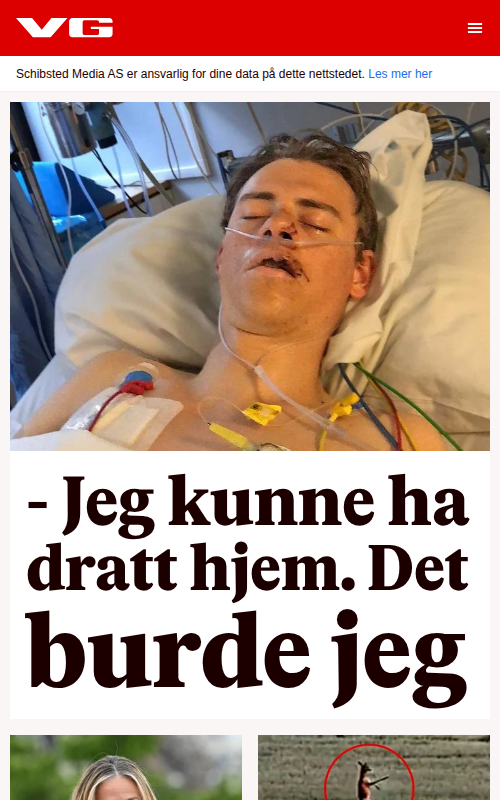 VG
Schibsted Media AS er ansvarlig for dine data på dette nettstedet. Les mer her
- Jeg kunne ha
dratt hjem. Det
burde jeg